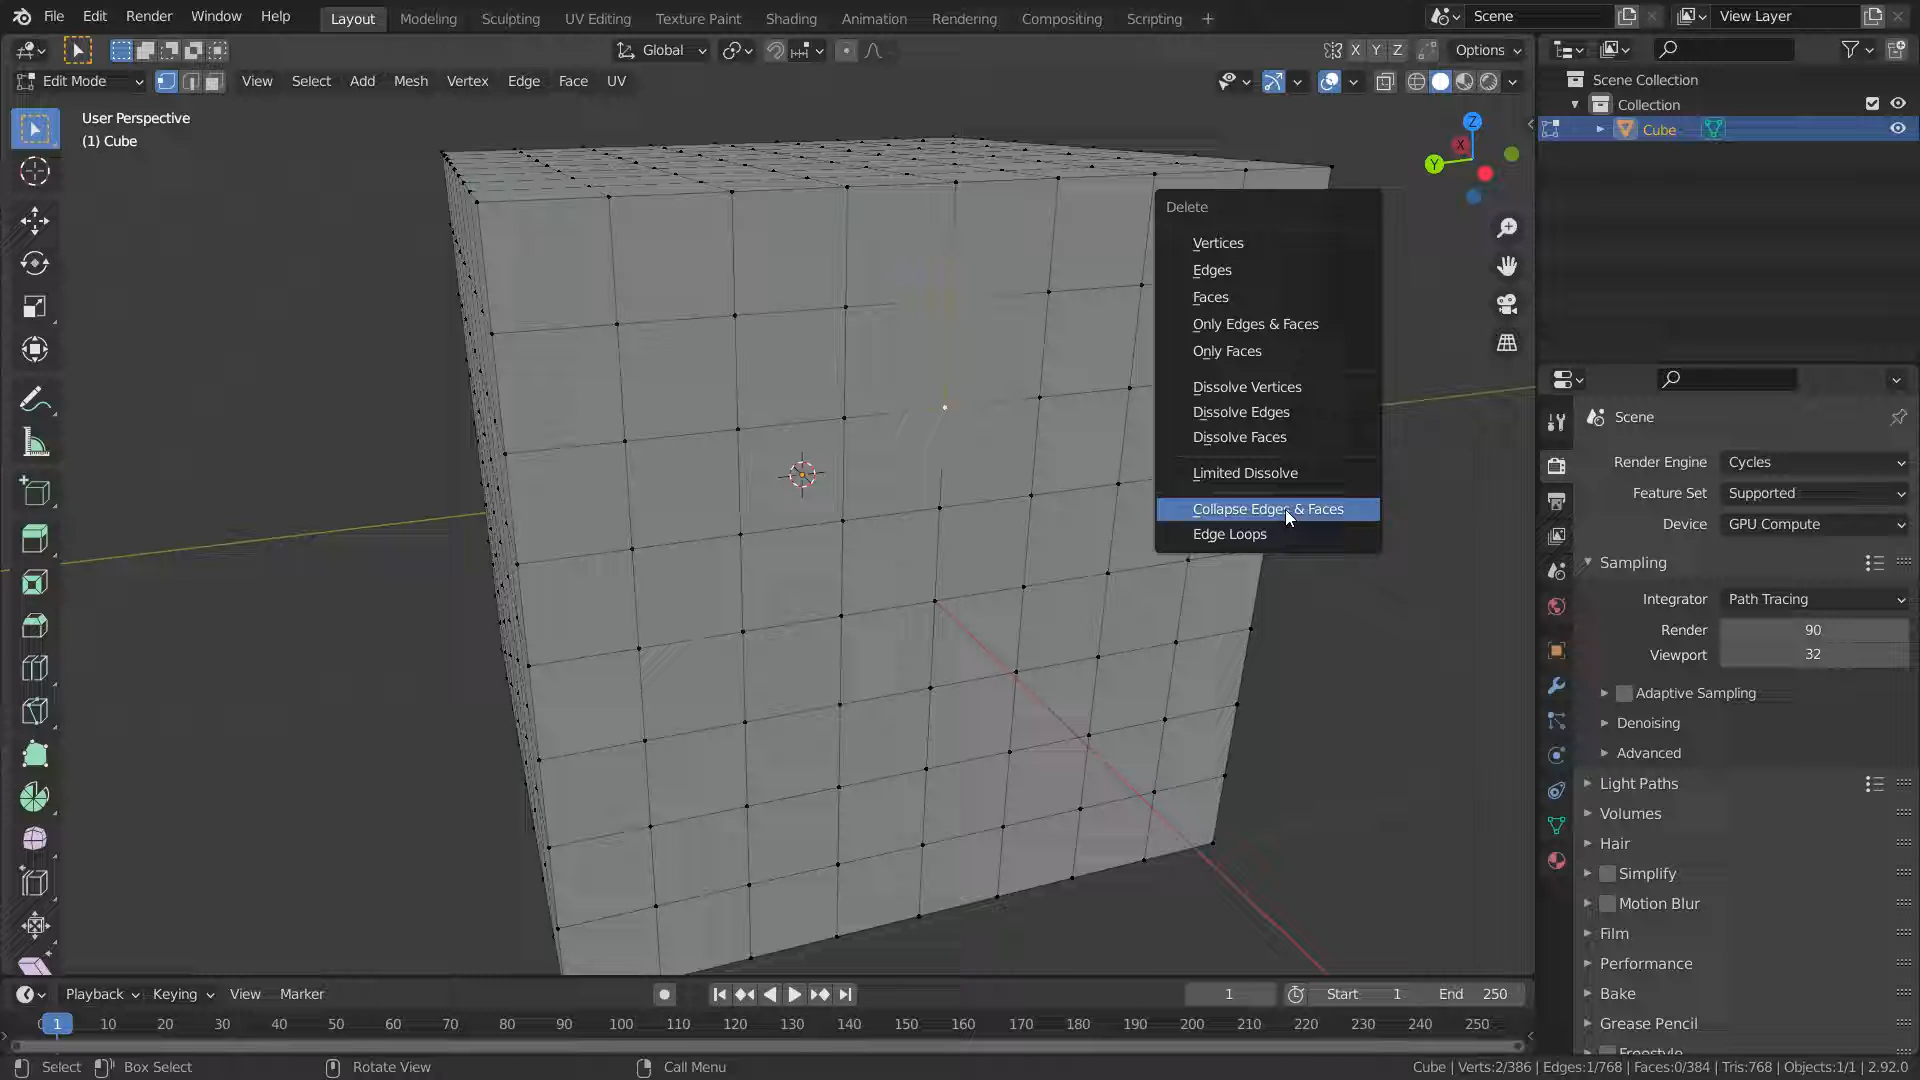 File Edit Render Window Help Layout Modeling Sculpting UV Editing Texture Paint Shading Animation Rendering Compositing Scripting + Scene View Layer
Global X Y Z Options
Edit Mode View Select Add Mesh Vertex Edge Face UV
User Perspective
(1) Cube
Z
X
Y
Delete
Vertices
Edges
Faces
Only Edges & Faces
Only Faces
Dissolve Vertices
Dissolve Edges
Dissolve Faces
Limited Dissolve
Collapse Edges & Faces
Edge Loops
Scene Collection
Collection
Cube
Scene
Render Engine Cycles
Feature Set Supported
Device GPU Compute
Sampling
Integrator Path Tracing
Render 90
Viewport 32
Adaptive Sampling
Denoising
Advanced
Light Paths
Volumes
Hair
Simplify
Motion Blur
Film
Performance
Bake
Grease Pencil
Freestyle
Playback Keying View Marker 1 Start 1 End 250
0 1 10 20 30 40 50 60 70 80 90 100 110 120 130 140 150 160 170 180 190 200 210 220 230 240 250
Select Box Select Rotate View Call Menu Cube | Verts:2/386 | Edges:1/768 | Faces:0/384 | Tris:768 | Objects:1/1 | 2.92.0